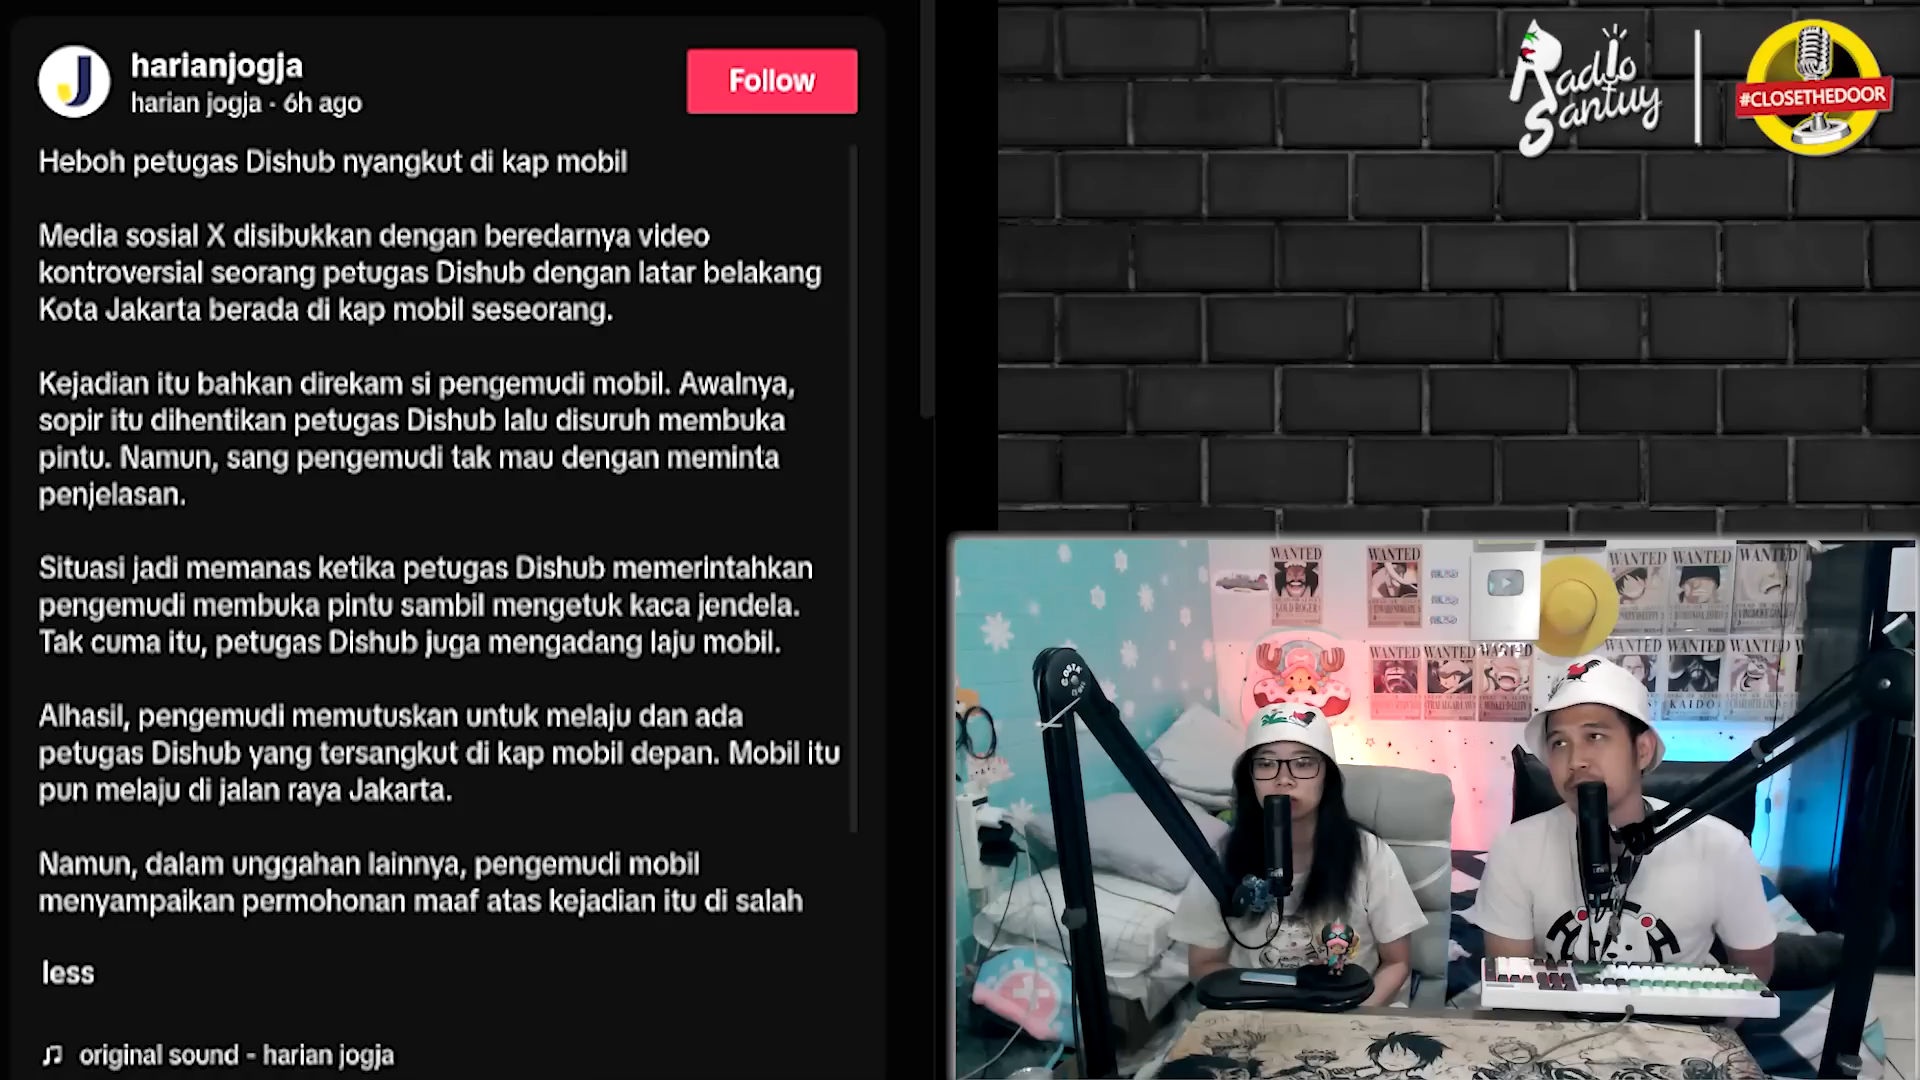 harianjogja
harian jogja · 6h ago
Follow
Heboh petugas Dishub nyangkut di kap mobil
Media sosial X disibukkan dengan beredarnya video
kontroversial seorang petugas Dishub dengan latar belakang
Kota Jakarta berada di kap mobil seseorang.
Kejadian itu bahkan direkam si pengemudi mobil. Awalnya,
sopir itu dihentikan petugas Dishub lalu disuruh membuka
pintu. Namun, sang pengemudi tak mau dengan meminta
penjelasan.
Situasi jadi memanas ketika petugas Dishub memerintahkan
pengemudi membuka pintu sambil mengetuk kaca jendela.
Tak cuma itu, petugas Dishub juga mengadang laju mobil.
Alhasil, pengemudi memutuskan untuk melaju dan ada
petugas Dishub yang tersangkut di kap mobil depan. Mobil itu
pun melaju di jalan raya Jakarta.
Namun, dalam unggahan lainnya, pengemudi mobil
menyampaikan permohonan maaf atas kejadian itu di salah
less
original sound - harian jogja
Radio
Santuy
#CLOSETHEDOOR
WANTED
GOLD ROGER
WANTED
WANTED
WANTED
WANTED
WANTED
WANTED
WANTED
WANTED
WANTED
WANTED
KAIDO